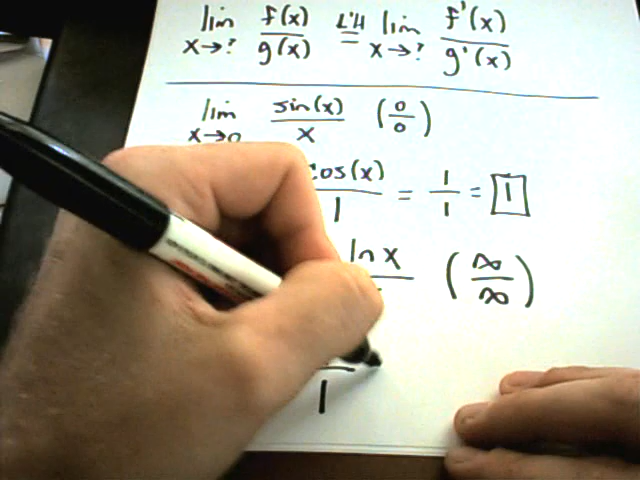 lim f(x)/g(x) L'H = lim f'(x)/g'(x)
x→? x→?
lim sin(x)/x (0/0)
x→0
cos(x)/1 = 1/1 = 1
ln x (∞/∞)
1